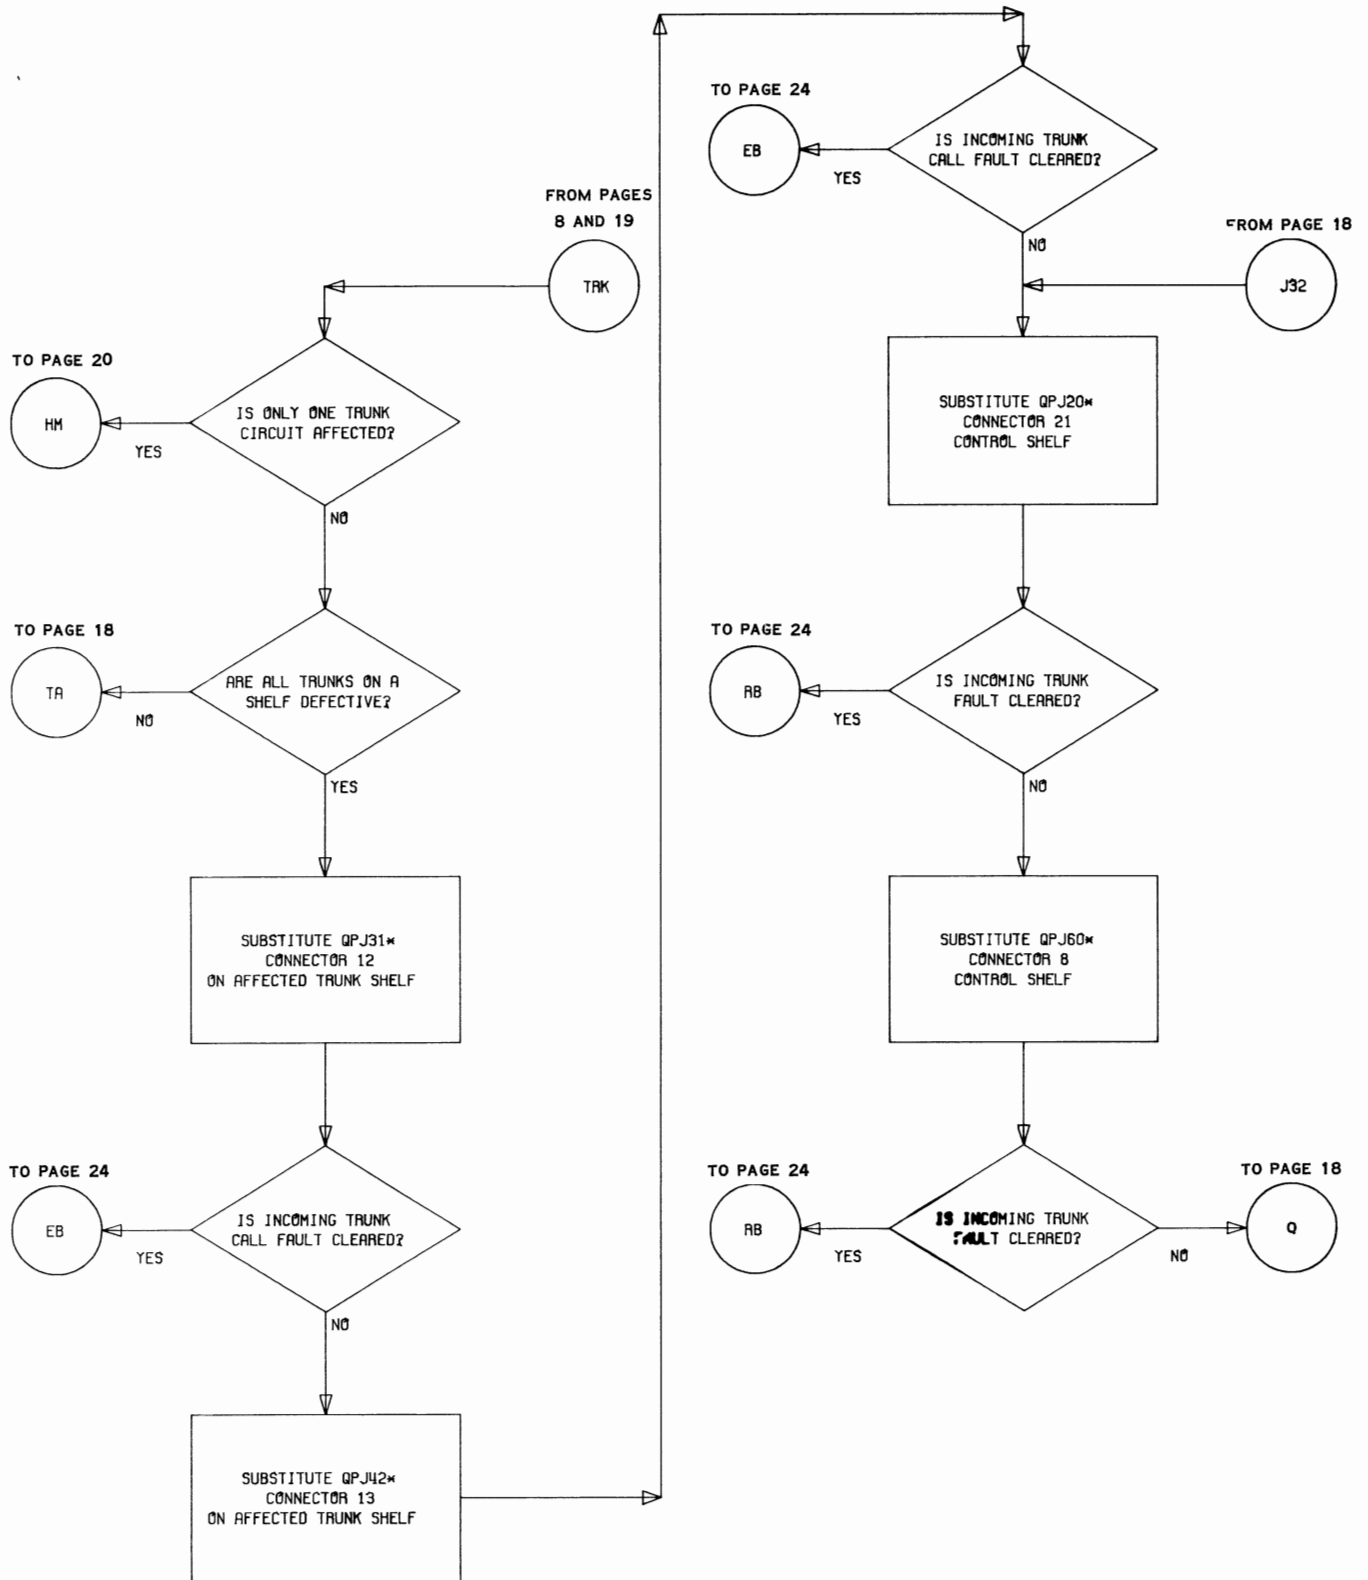 FROM PAGES
8 AND 19
TRK
TO PAGE 20
HM
IS ONLY ONE TRUNK
CIRCUIT AFFECTED?
YES
NO
TO PAGE 18
TA
ARE ALL TRUNKS ON A
SHELF DEFECTIVE?
NO
YES
SUBSTITUTE QPJ31*
CONNECTOR 12
ON AFFECTED TRUNK SHELF
TO PAGE 24
EB
IS INCOMING TRUNK
CALL FAULT CLEARED?
YES
NO
SUBSTITUTE QPJ42*
CONNECTOR 13
ON AFFECTED TRUNK SHELF
TO PAGE 24
EB
IS INCOMING TRUNK
CALL FAULT CLEARED?
YES
NO
FROM PAGE 18
J32
SUBSTITUTE QPJ20*
CONNECTOR 21
CONTROL SHELF
TO PAGE 24
RB
IS INCOMING TRUNK
FAULT CLEARED?
YES
NO
SUBSTITUTE QPJ60*
CONNECTOR 8
CONTROL SHELF
TO PAGE 24
RB
IS INCOMING TRUNK
FAULT CLEARED?
YES
NO
TO PAGE 18
Q